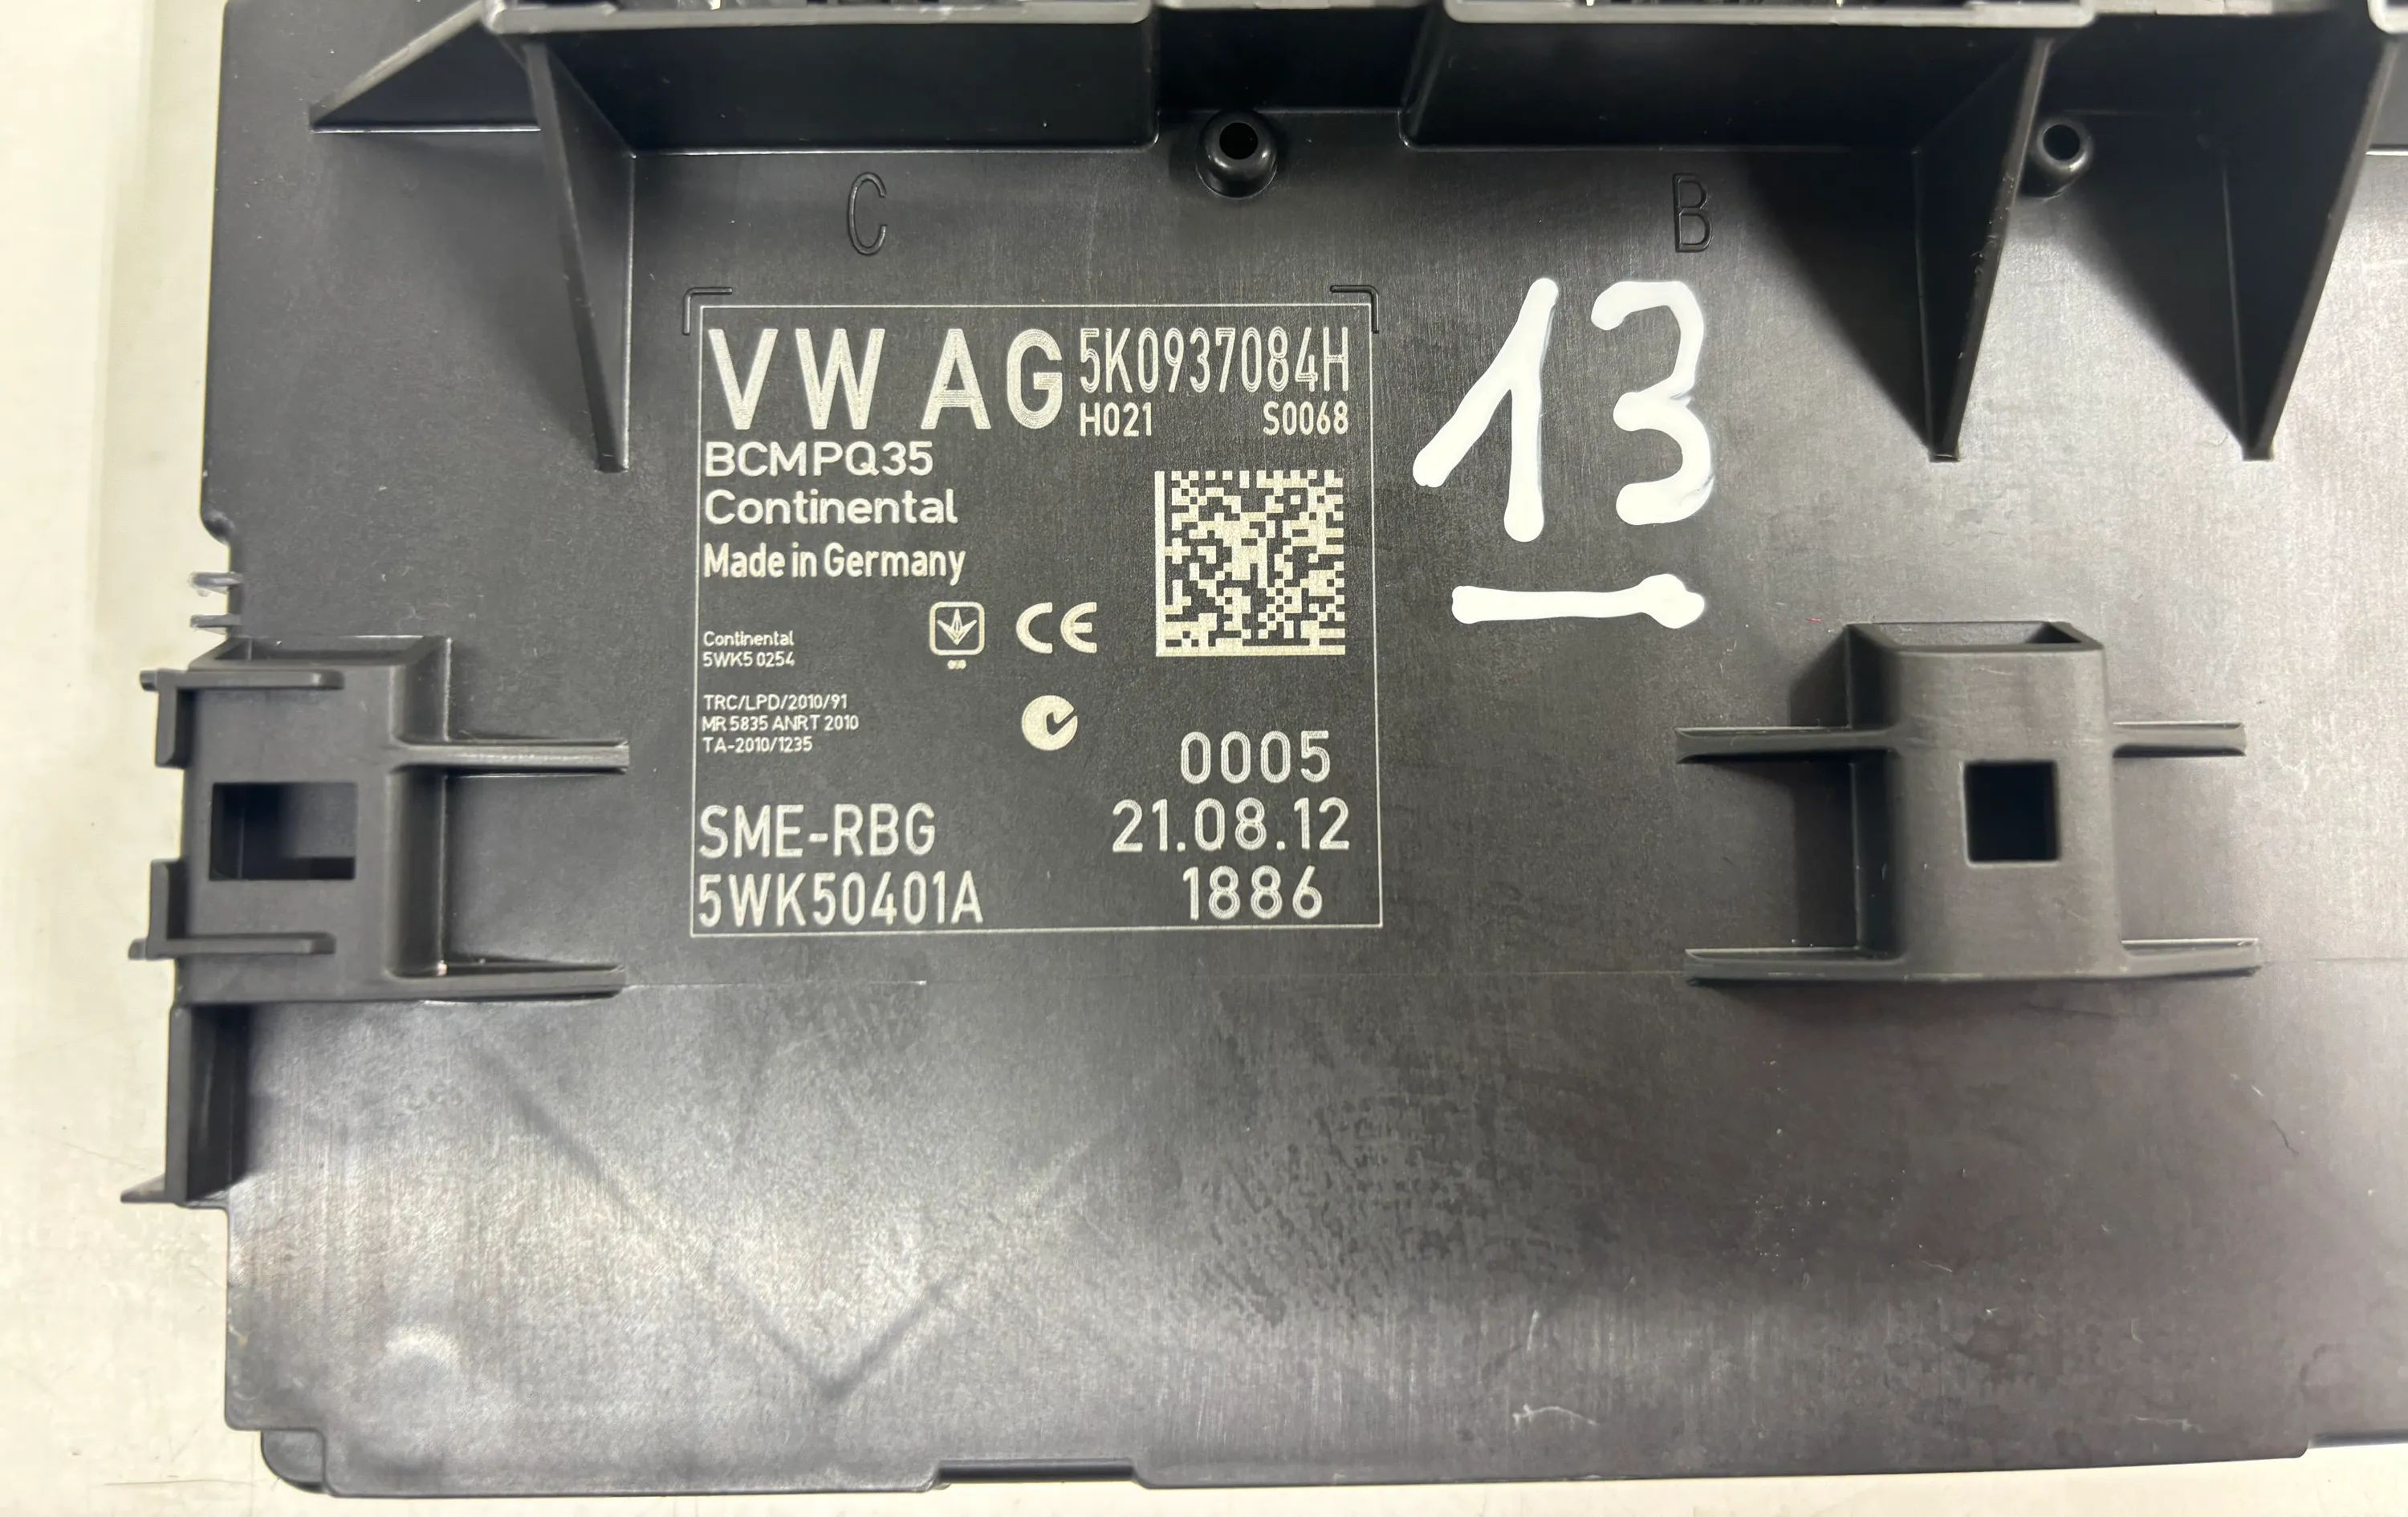 C
B
VW AG 5K0937084H
H021 S0068
13
BCMPQ35
Continental
Made in Germany
CE
Continental
5WK5 0254
TRC/LPD/2010/91
MR 5835 ANRT 2010
TA-2010/1235
0005
SME-RBG 21.08.12
5WK50401A 1886